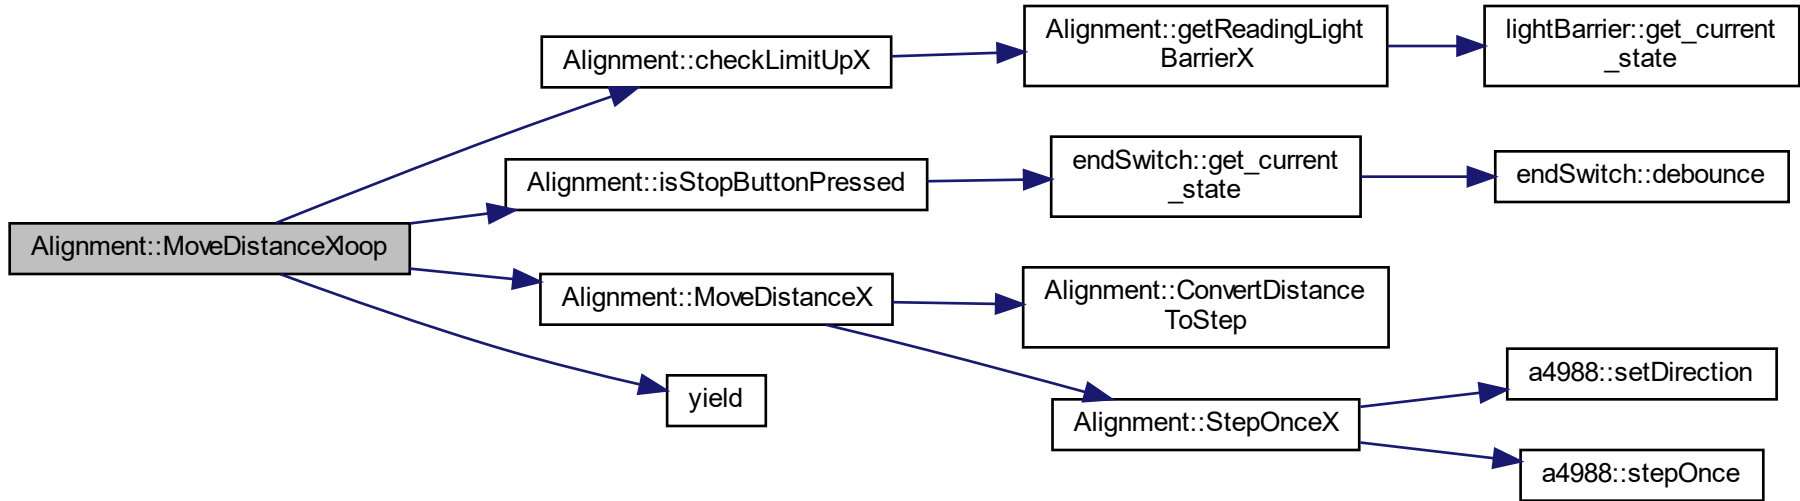 Alignment::MoveDistanceXloop
Alignment::checkLimitUpX
Alignment::getReadingLight
BarrierX
lightBarrier::get_current
_state
Alignment::isStopButtonPressed
endSwitch::get_current
_state
endSwitch::debounce
Alignment::MoveDistanceX
Alignment::ConvertDistance
ToStep
Alignment::StepOnceX
a4988::setDirection
a4988::stepOnce
yield